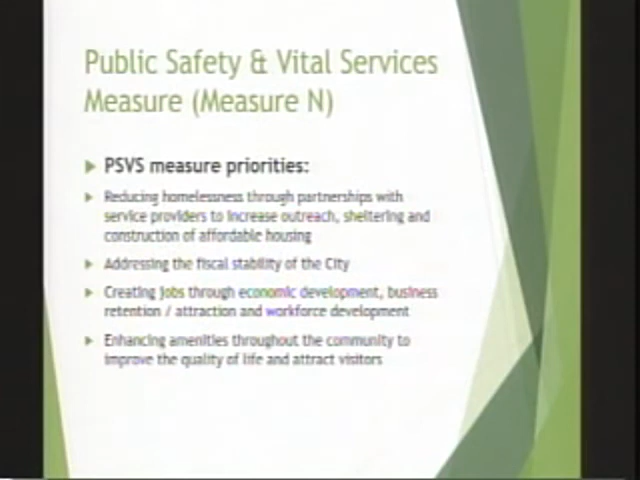 Public Safety & Vital Services
Measure (Measure N)
PSVS measure priorities:
Reducing homelessness through partnerships with
service providers to increase outreach, sheltering and
construction of affordable housing
Addressing the fiscal stability of the City
Creating jobs through economic development, business
retention / attraction and workforce development
Enhancing amenities throughout the community to
improve the quality of life and attract visitors